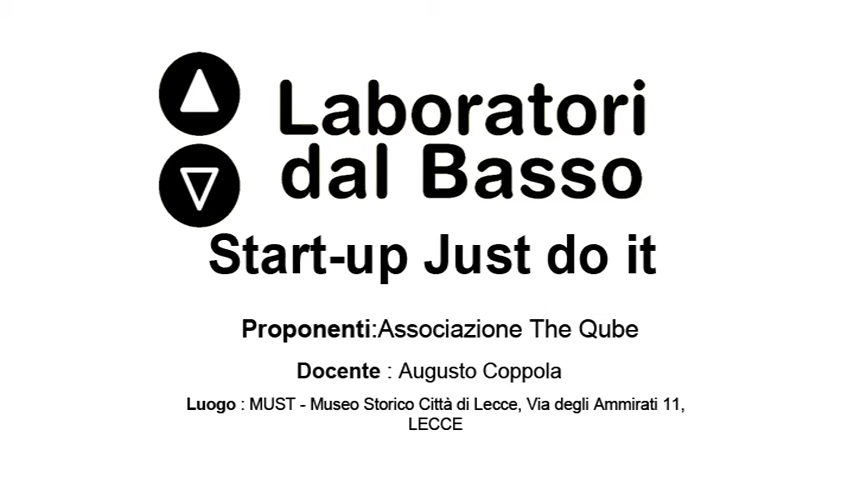 Laboratori
dal Basso
Start-up Just do it
Proponenti:Associazione The Qube
Docente : Augusto Coppola
Luogo : MUST - Museo Storico Città di Lecce, Via degli Ammirati 11,
LECCE